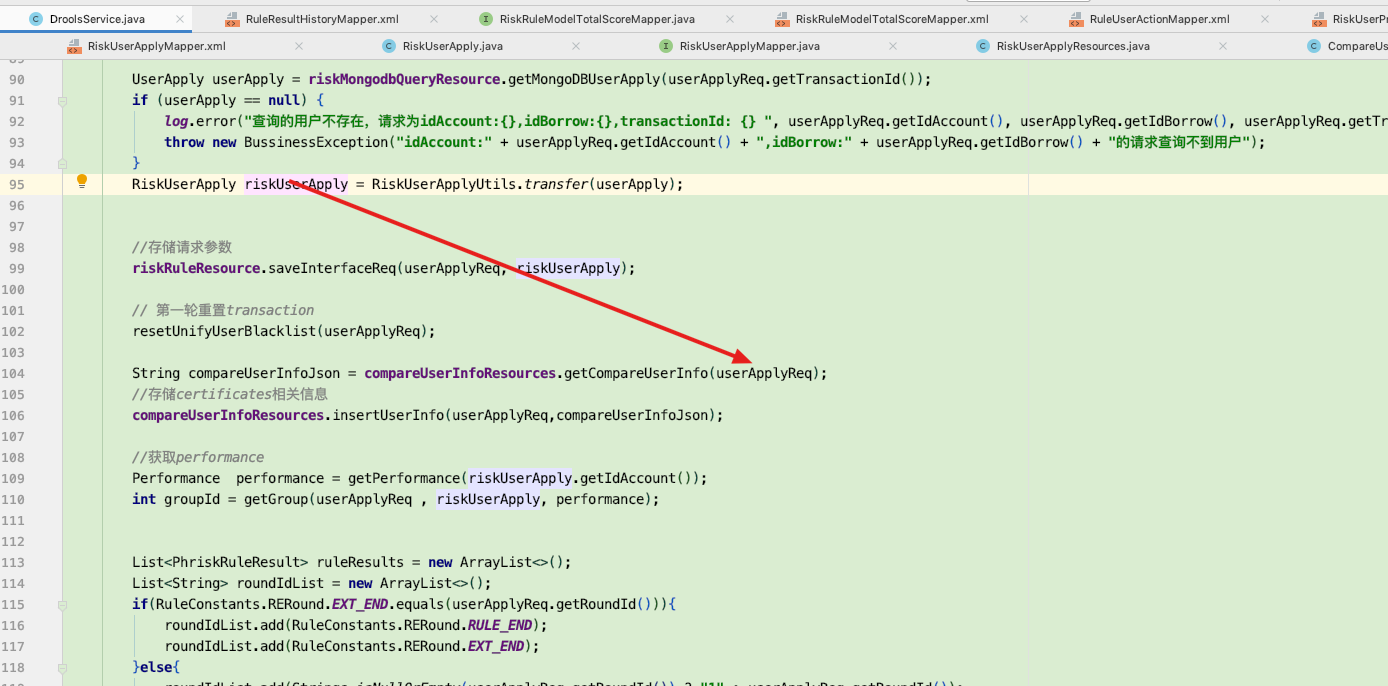 DroolsService.java RuleResultHistoryMapper.xml RiskRuleModelTotalScoreMapper.java RiskRuleModelTotalScoreMapper.xml RuleUserActionMapper.xml RiskUserPr
RiskUserApplyMapper.xml RiskUserApply.java RiskUserApplyMapper.java RiskUserApplyResources.java CompareUs
90 UserApply userApply = riskMongodbQueryResource.getMongoDBUserApply(userApplyReq.getTransactionId());
91 if (userApply == null) {
92 log.error("查询的用户不存在，请求为idAccount:{},idBorrow:{},transactionId: {} ", userApplyReq.getIdAccount(), userApplyReq.getIdBorrow(), userApplyReq.getTr
93 throw new BussinessException("idAccount:" + userApplyReq.getIdAccount() + ",idBorrow:" + userApplyReq.getIdBorrow() + "的请求查询不到用户");
94 }
95 RiskUserApply riskUserApply = RiskUserApplyUtils.transfer(userApply);
96
97
98 //存储请求参数
99 riskRuleResource.saveInterfaceReq(userApplyReq, riskUserApply);
100
101 // 第一轮重置transaction
102 resetUnifyUserBlacklist(userApplyReq);
103
104 String compareUserInfoJson = compareUserInfoResources.getCompareUserInfo(userApplyReq);
105 //存储certificates相关信息
106 compareUserInfoResources.insertUserInfo(userApplyReq,compareUserInfoJson);
107
108 //获取performance
109 Performance performance = getPerformance(riskUserApply.getIdAccount());
110 int groupId = getGroup(userApplyReq , riskUserApply, performance);
111
112
113 List<PhriskRuleResult> ruleResults = new ArrayList<>();
114 List<String> roundIdList = new ArrayList<>();
115 if(RuleConstants.RERound.EXT_END.equals(userApplyReq.getRoundId())){
116 roundIdList.add(RuleConstants.RERound.RULE_END);
117 roundIdList.add(RuleConstants.RERound.EXT_END);
118 }else{